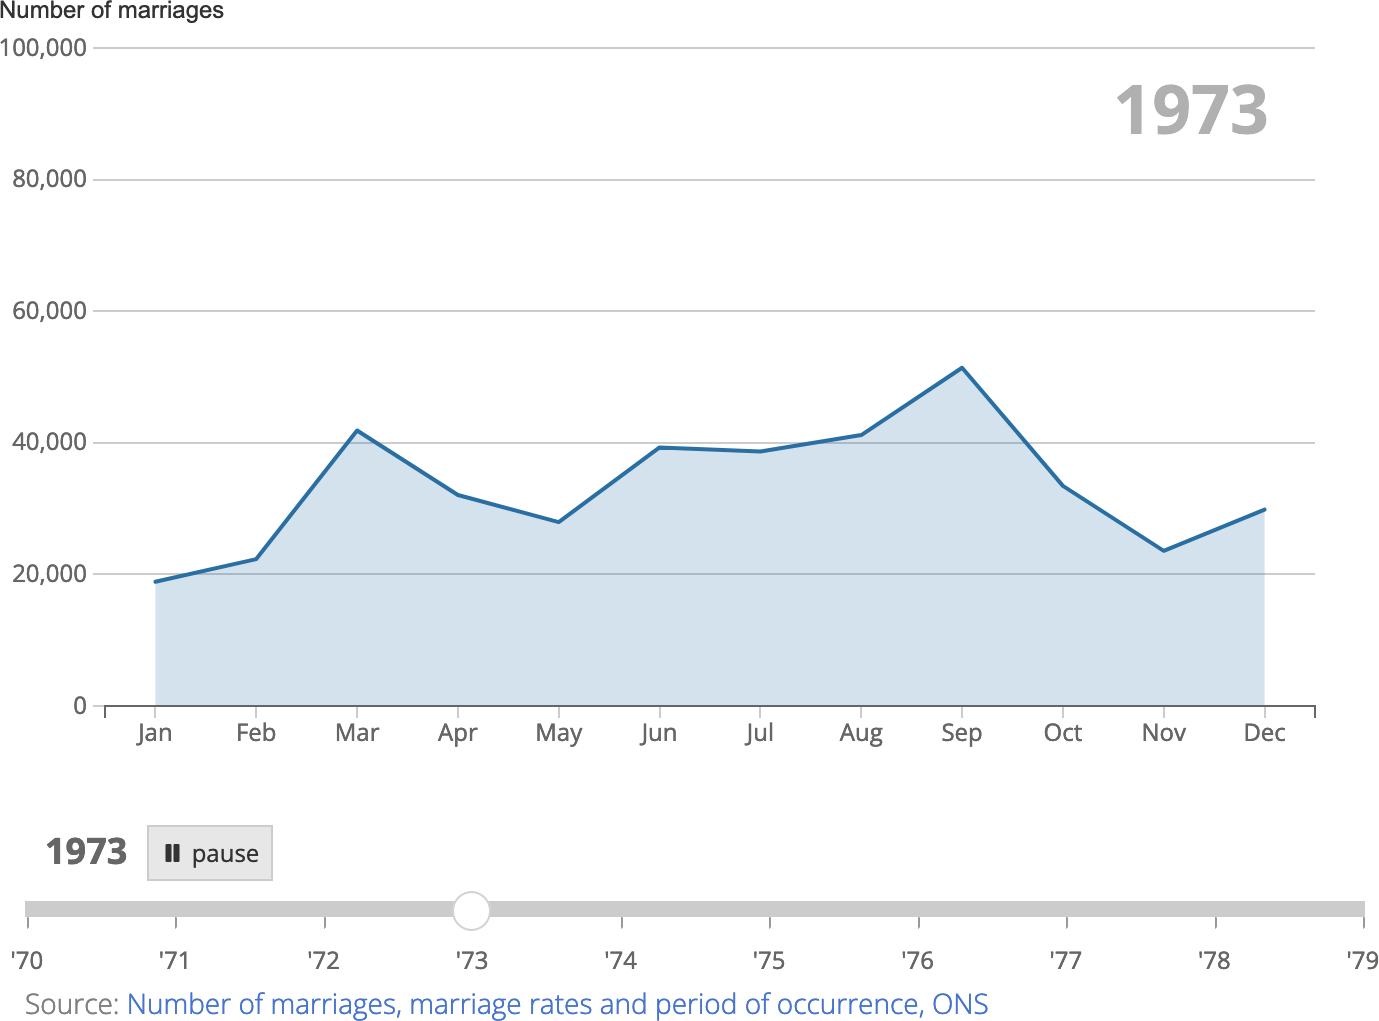 Number of marriages
100,000
1973
80,000
60,000
40,000
20,000
0
Jan Feb Mar Apr May Jun Jul Aug Sep Oct Nov Dec
1973 pause
'70 '71 '72 '73 '74 '75 '76 '77 '78 '79
Source: Number of marriages, marriage rates and period of occurrence, ONS